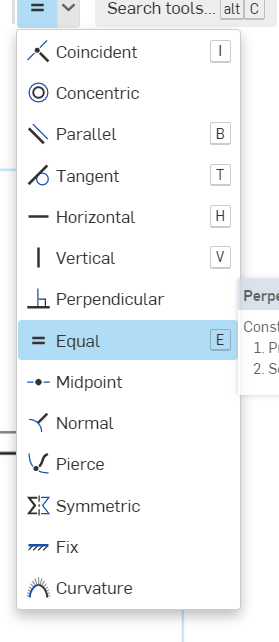 Search tools... alt C
Coincident I
Concentric
Parallel B
Tangent T
Horizontal H
Vertical V
Perpendicular
Equal E
Midpoint
Normal
Pierce
Symmetric
Fix
Curvature
Perpe
Const
1. P
2. S